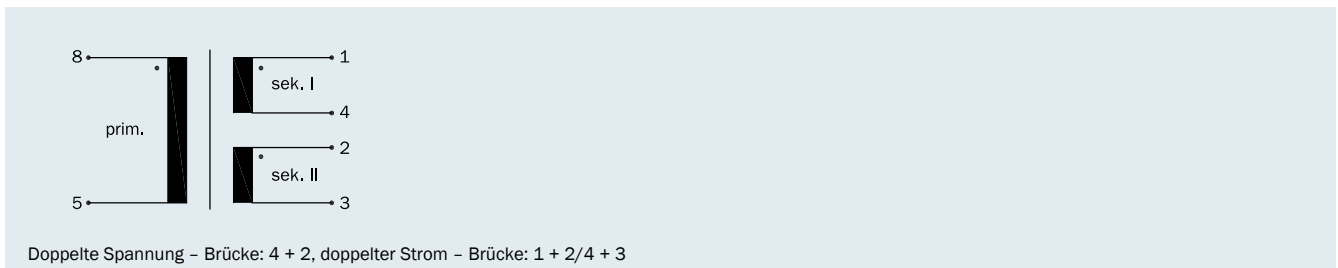 8
1
sek. I
4
prim.
2
sek. II
5
3
Doppelte Spannung – Brücke: 4 + 2, doppelter Strom – Brücke: 1 + 2/4 + 3